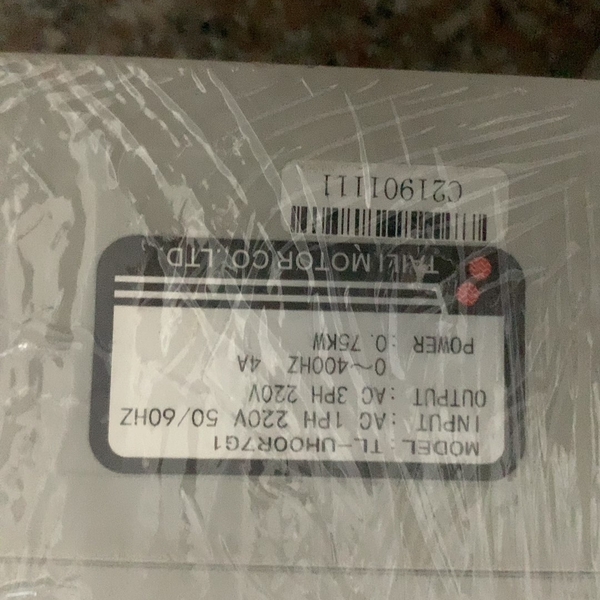 MODEL: TL-UH00R7G1
INPUT :AC 1PH 220V 50/60HZ
OUTPUT :AC 3PH 220V
0~400HZ 4A
POWER :0.75KW
TAILI MOTOR CO.,LTD.
C21901111